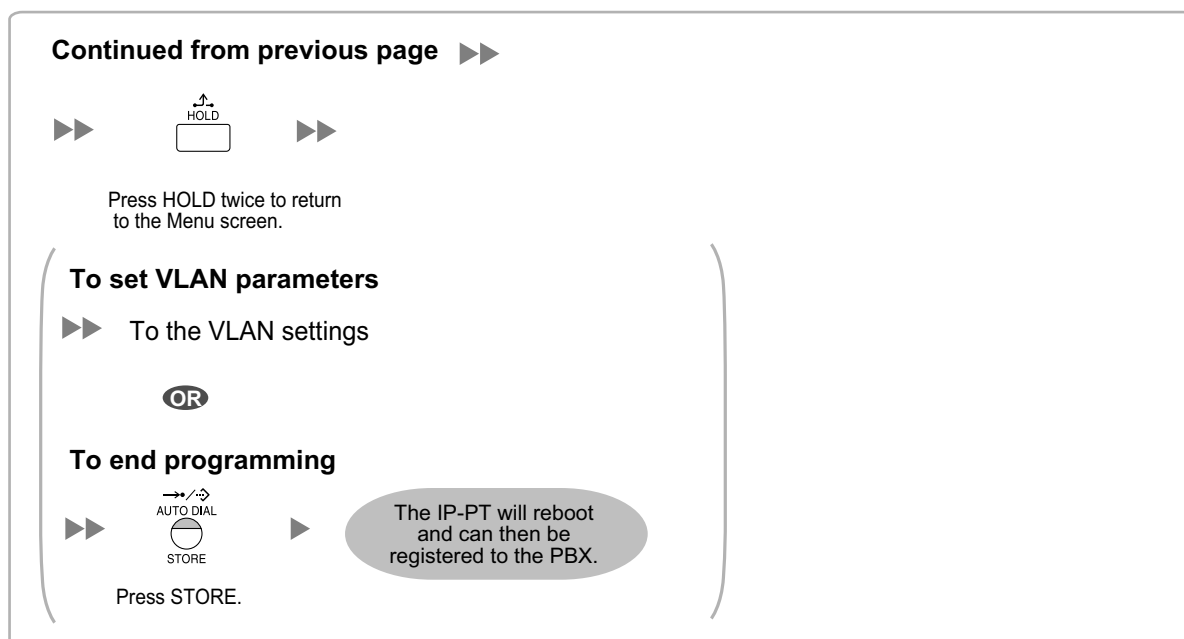 Continued from previous page
HOLD
Press HOLD twice to return
to the Menu screen.
To set VLAN parameters
To the VLAN settings
OR
To end programming
AUTO DIAL
STORE
The IP-PT will reboot
and can then be
registered to the PBX.
Press STORE.